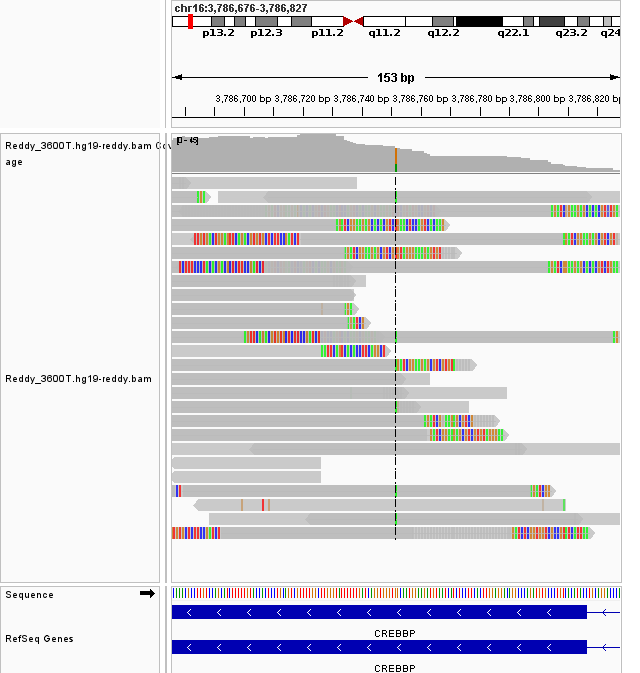 chr16:3,786,676-3,786,827
p13.2 p12.3 p11.2 q11.2 q12.2 q22.1 q23.2 q24
153 bp
3,786,700 bp 3,786,720 bp 3,786,740 bp 3,786,760 bp 3,786,780 bp 3,786,800 bp 3,786,820 bp
Reddy_3600T.hg19-reddy.bam Cov
age
Reddy_3600T.hg19-reddy.bam
Sequence
CREBBP
RefSeq Genes
CREBBP